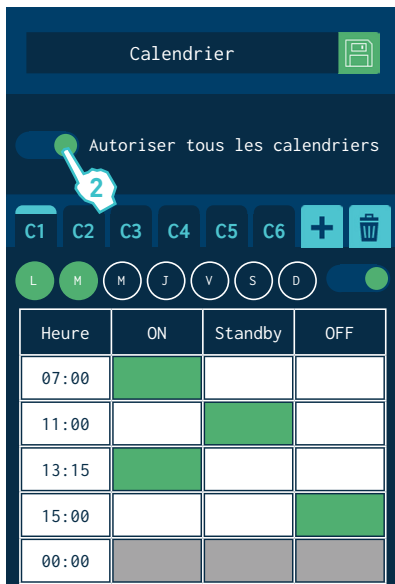 Calendrier
Autoriser tous les calendriers
2
C1 C2 C3 C4 C5 C6 +
L M M J V S D
Heure ON Standby OFF
07:00
11:00
13:15
15:00
00:00